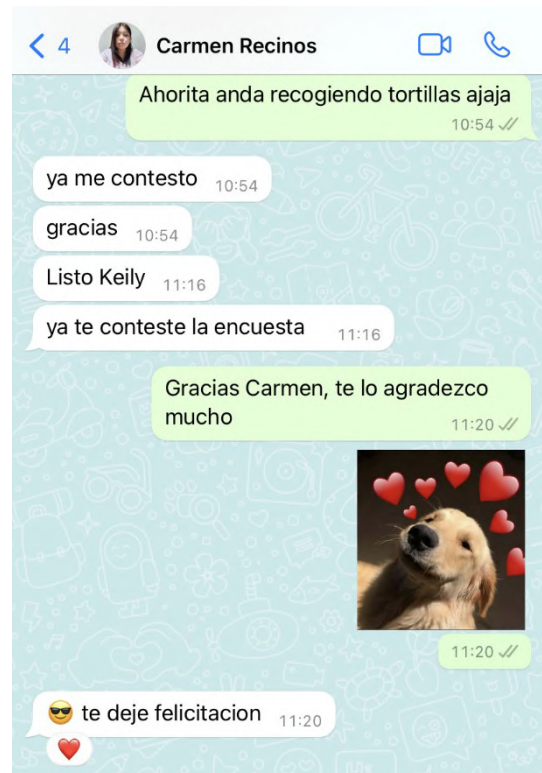 4
Carmen Recinos
Ahorita anda recogiendo tortillas ajaja
10:54
ya me contesto 10:54
gracias 10:54
Listo Keily 11:16
ya te conteste la encuesta 11:16
Gracias Carmen, te lo agradezco
mucho
11:20
11:20
😎 te deje felicitacion 11:20
❤️